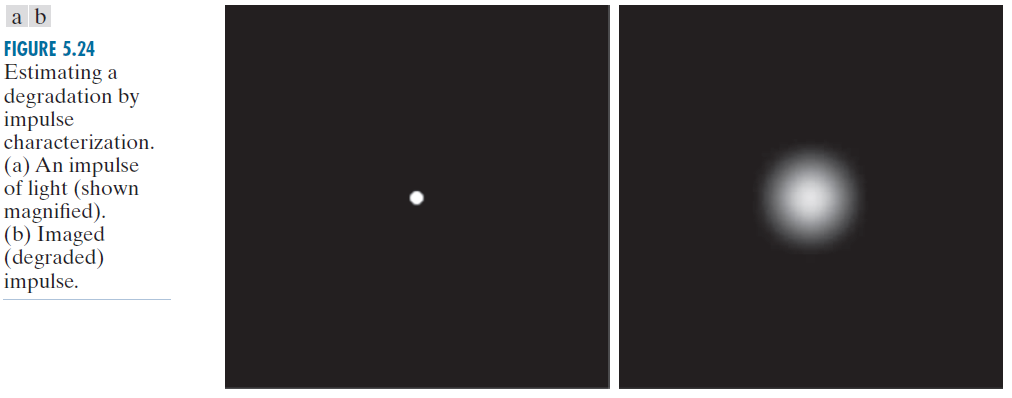 a b
FIGURE 5.24
Estimating a
degradation by
impulse
characterization.
(a) An impulse
of light (shown
magnified).
(b) Imaged
(degraded)
impulse.